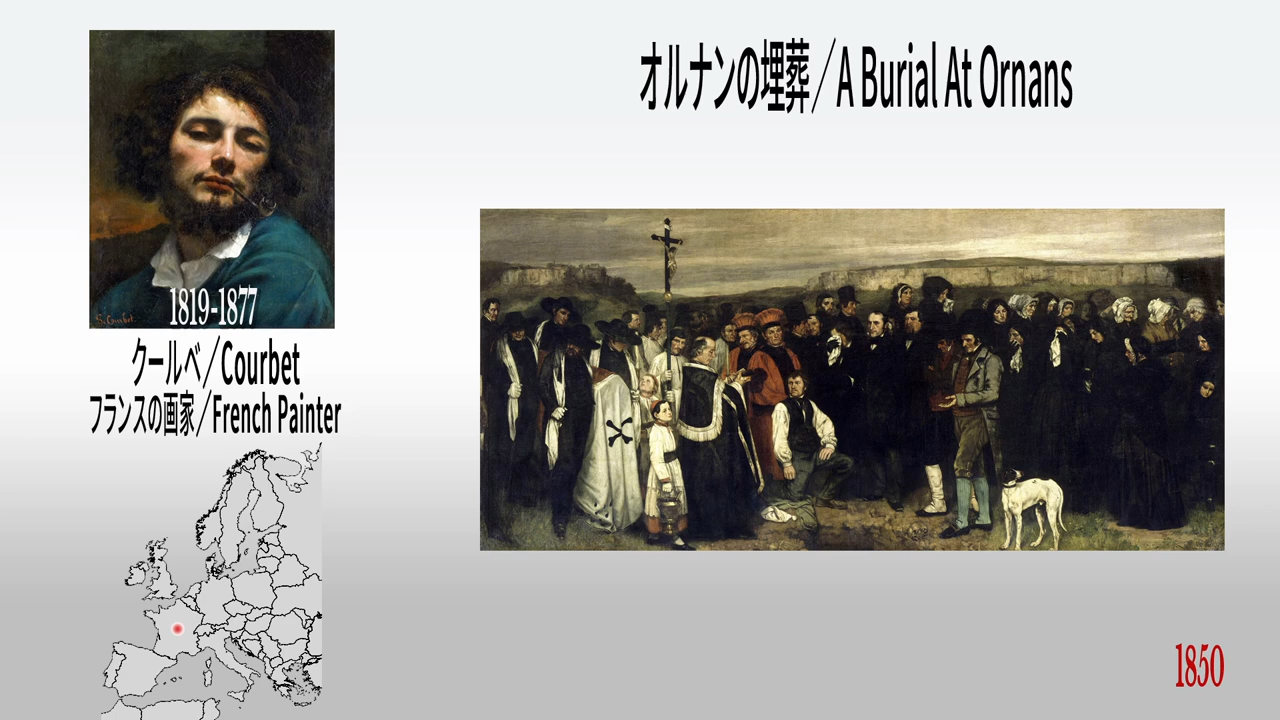 オルナンの埋葬／A Burial At Ornans
G. Courbet.
1819-1877
クールベ／Courbet
フランスの画家／French Painter
1850